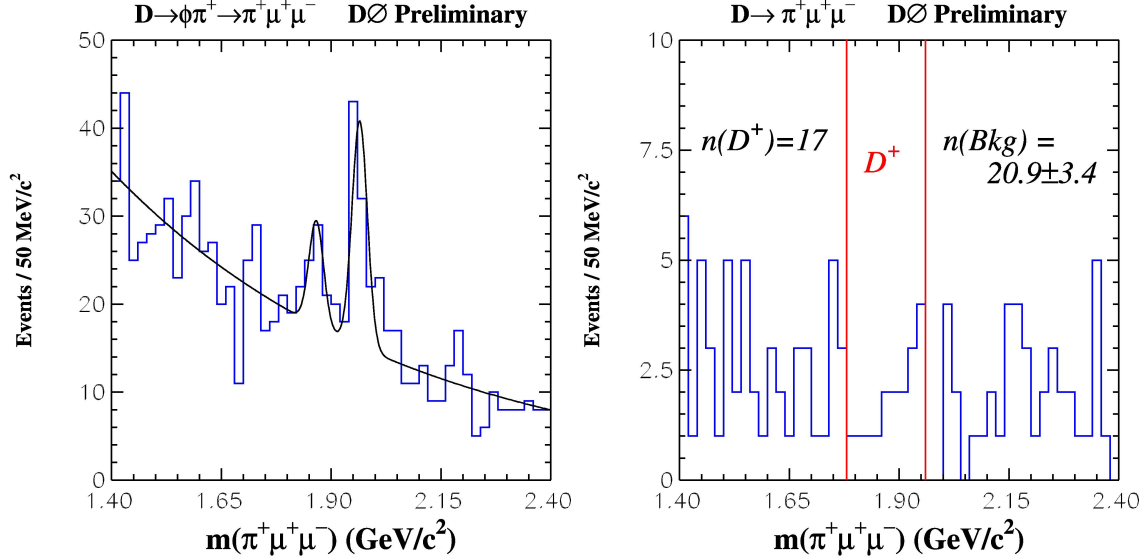 D→φπ⁺→π⁺μ⁺μ⁻ DØ Preliminary
50
40
30
20
10
0
Events / 50 MeV/c²
1.40 1.65 1.90 2.15 2.40
m(π⁺μ⁺μ⁻) (GeV/c²)
D→ π⁺μ⁺μ⁻ DØ Preliminary
10
7.5
5
2.5
0
Events / 50 MeV/c²
n(D⁺)=17
D⁺
n(Bkg) =
20.9±3.4
1.40 1.65 1.90 2.15 2.40
m(π⁺μ⁺μ⁻) (GeV/c²)